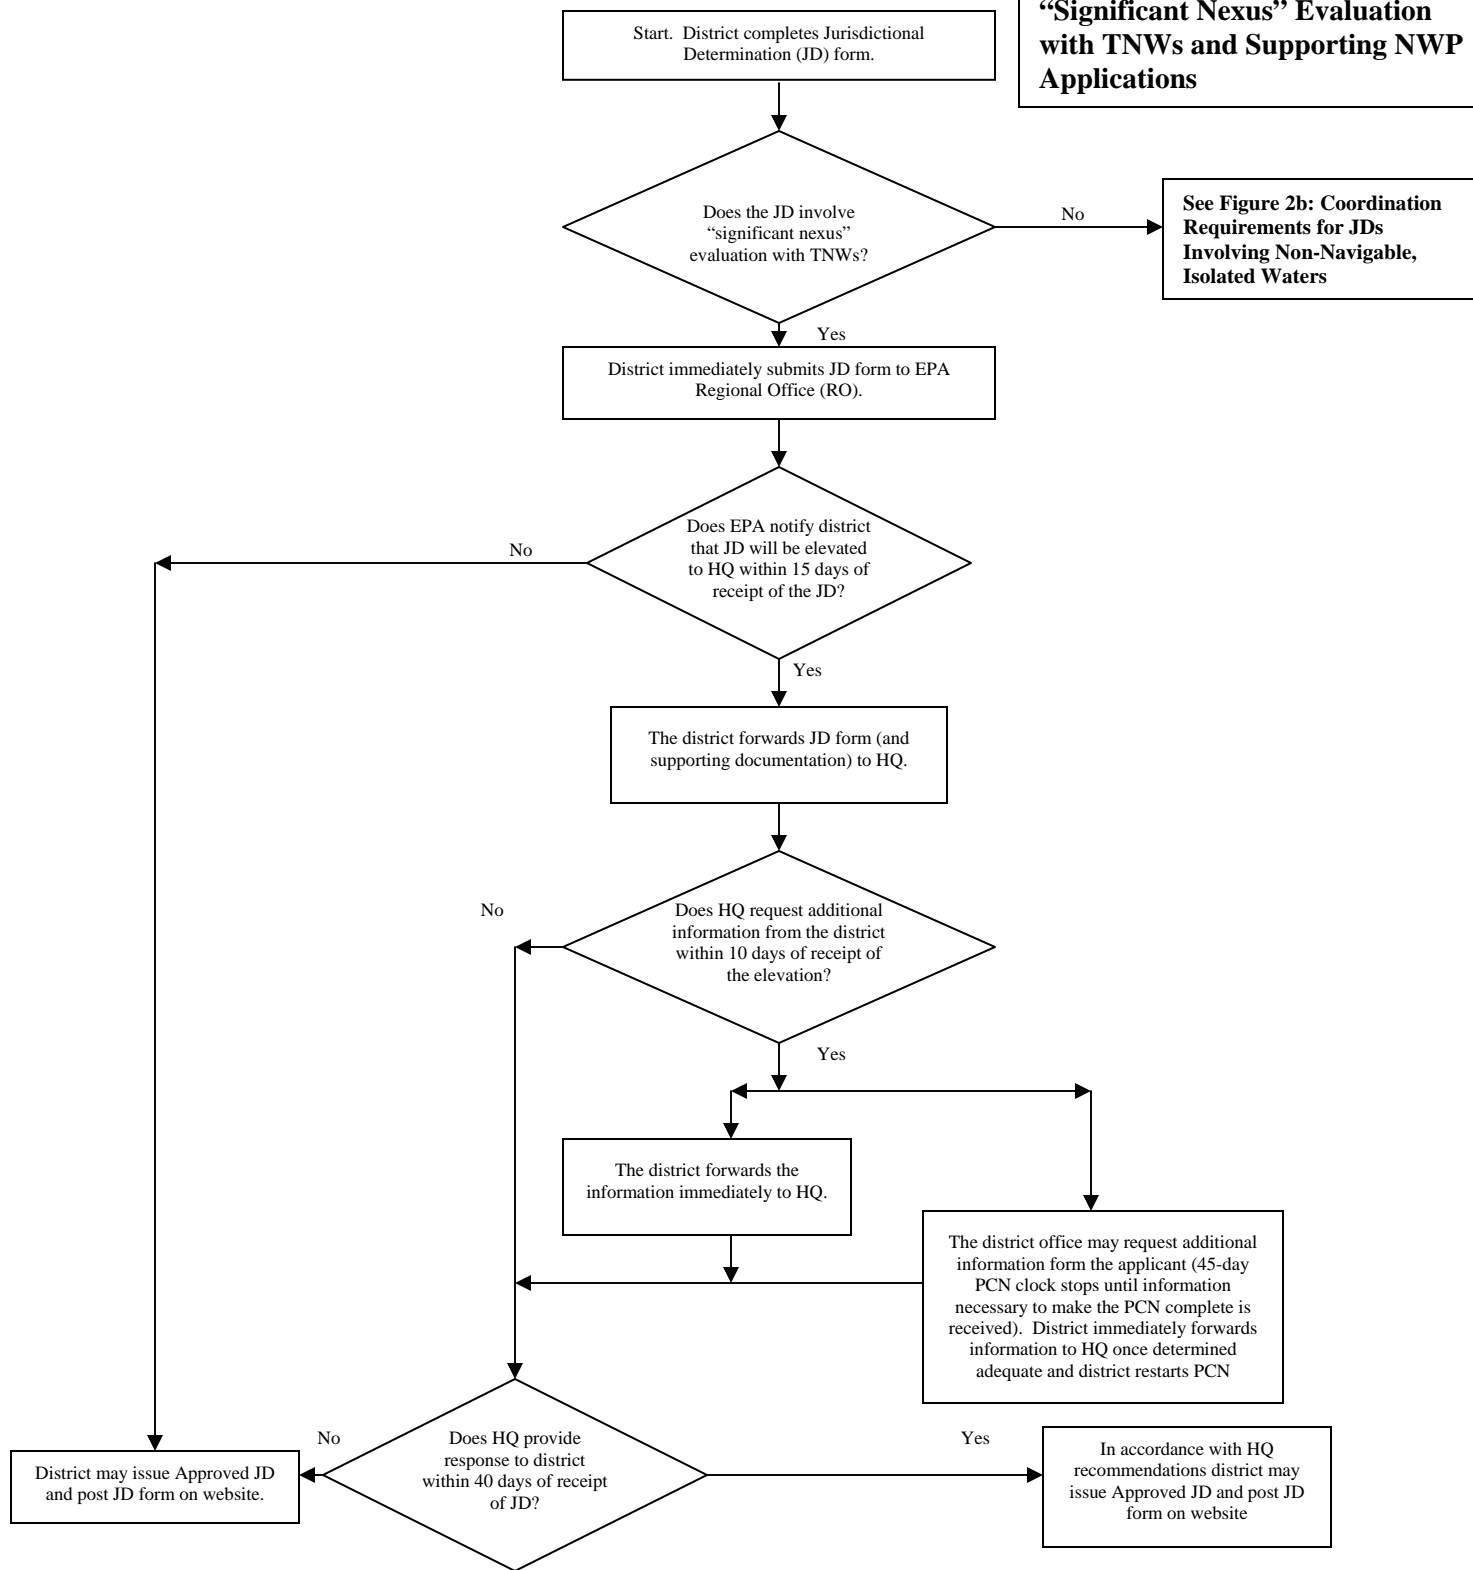 “Significant Nexus” Evaluation
with TNWs and Supporting NWP
Applications
Start. District completes Jurisdictional
Determination (JD) form.
Does the JD involve
“significant nexus”
evaluation with TNWs?
No
See Figure 2b: Coordination
Requirements for JDs
Involving Non-Navigable,
Isolated Waters
Yes
District immediately submits JD form to EPA
Regional Office (RO).
Does EPA notify district
that JD will be elevated
to HQ within 15 days of
receipt of the JD?
No
Yes
The district forwards JD form (and
supporting documentation) to HQ.
Does HQ request additional
information from the district
within 10 days of receipt of
the elevation?
No
Yes
The district forwards the
information immediately to HQ.
The district office may request additional
information form the applicant (45-day
PCN clock stops until information
necessary to make the PCN complete is
received). District immediately forwards
information to HQ once determined
adequate and district restarts PCN
Does HQ provide
response to district
within 40 days of receipt
of JD?
No
District may issue Approved JD
and post JD form on website.
Yes
In accordance with HQ
recommendations district may
issue Approved JD and post JD
form on website